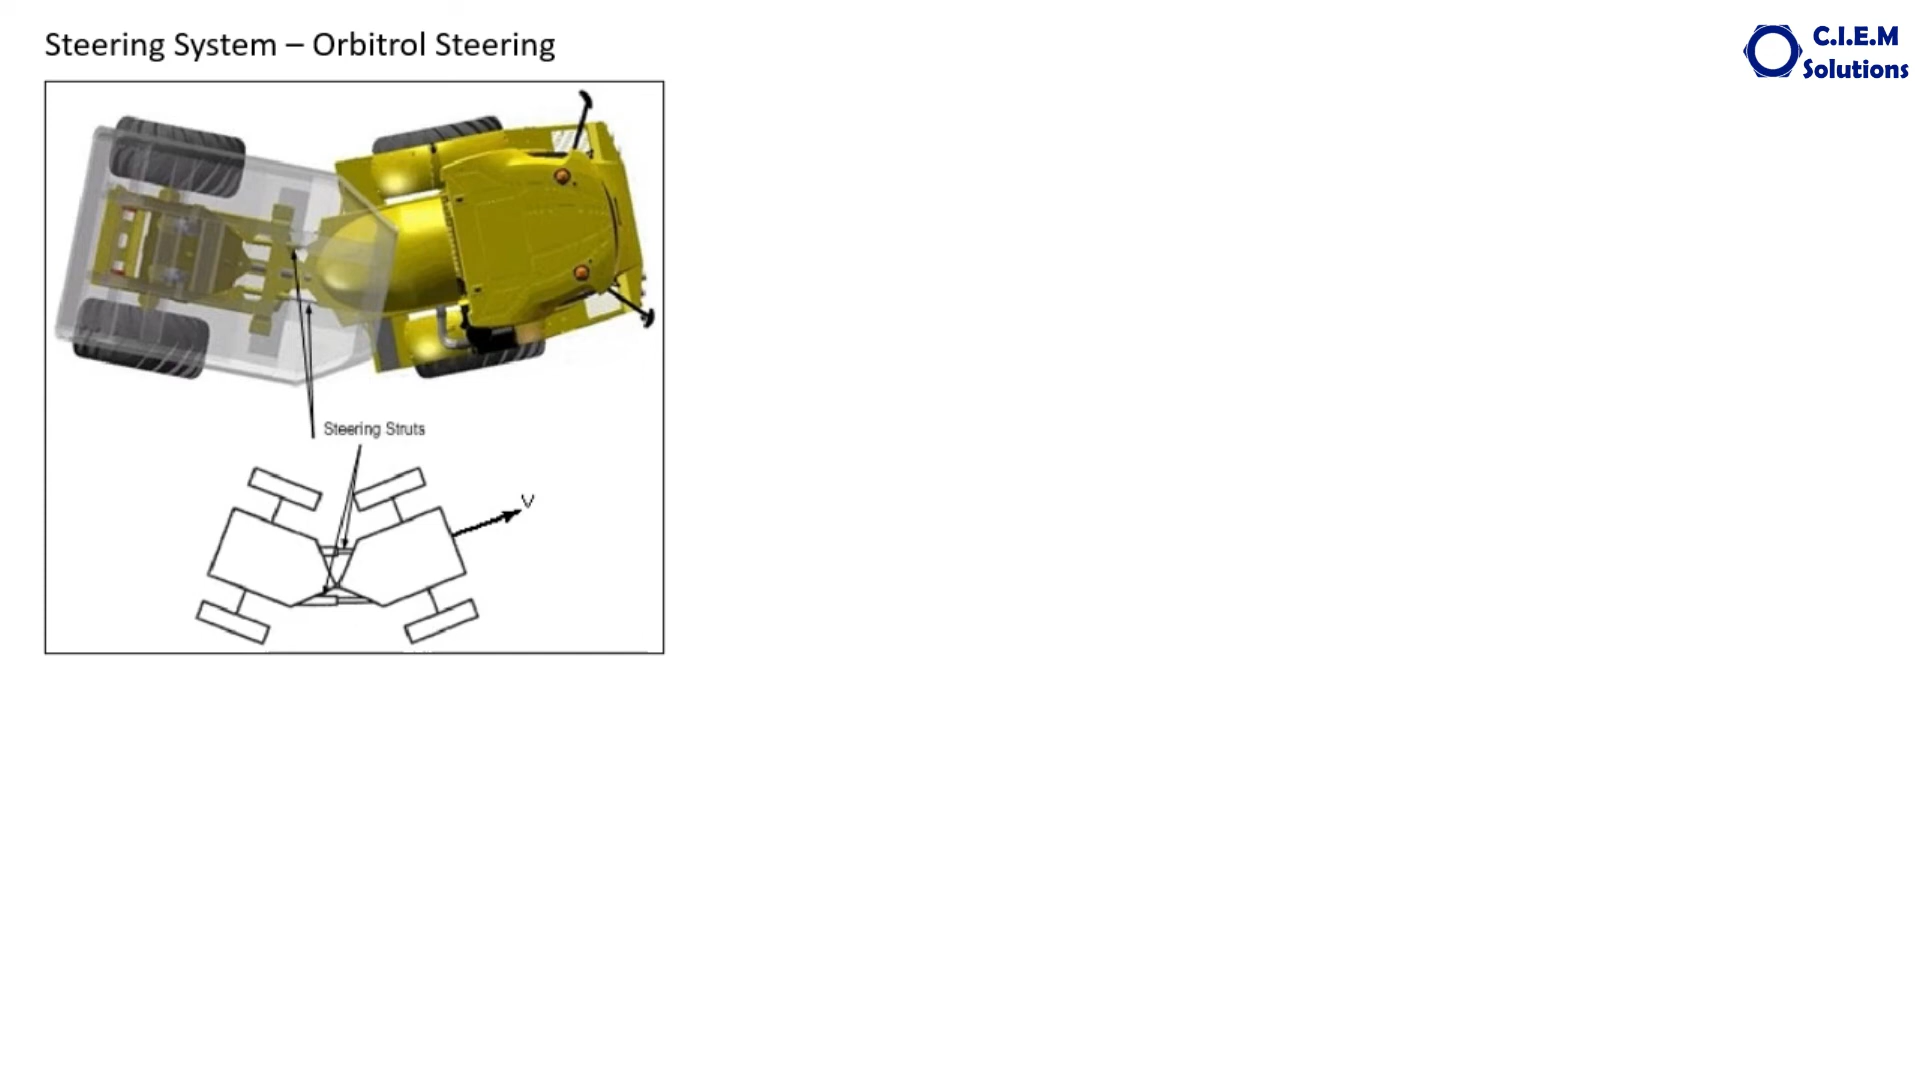 Steering System – Orbitrol Steering
C.I.E.M
Solutions
Steering Struts
V